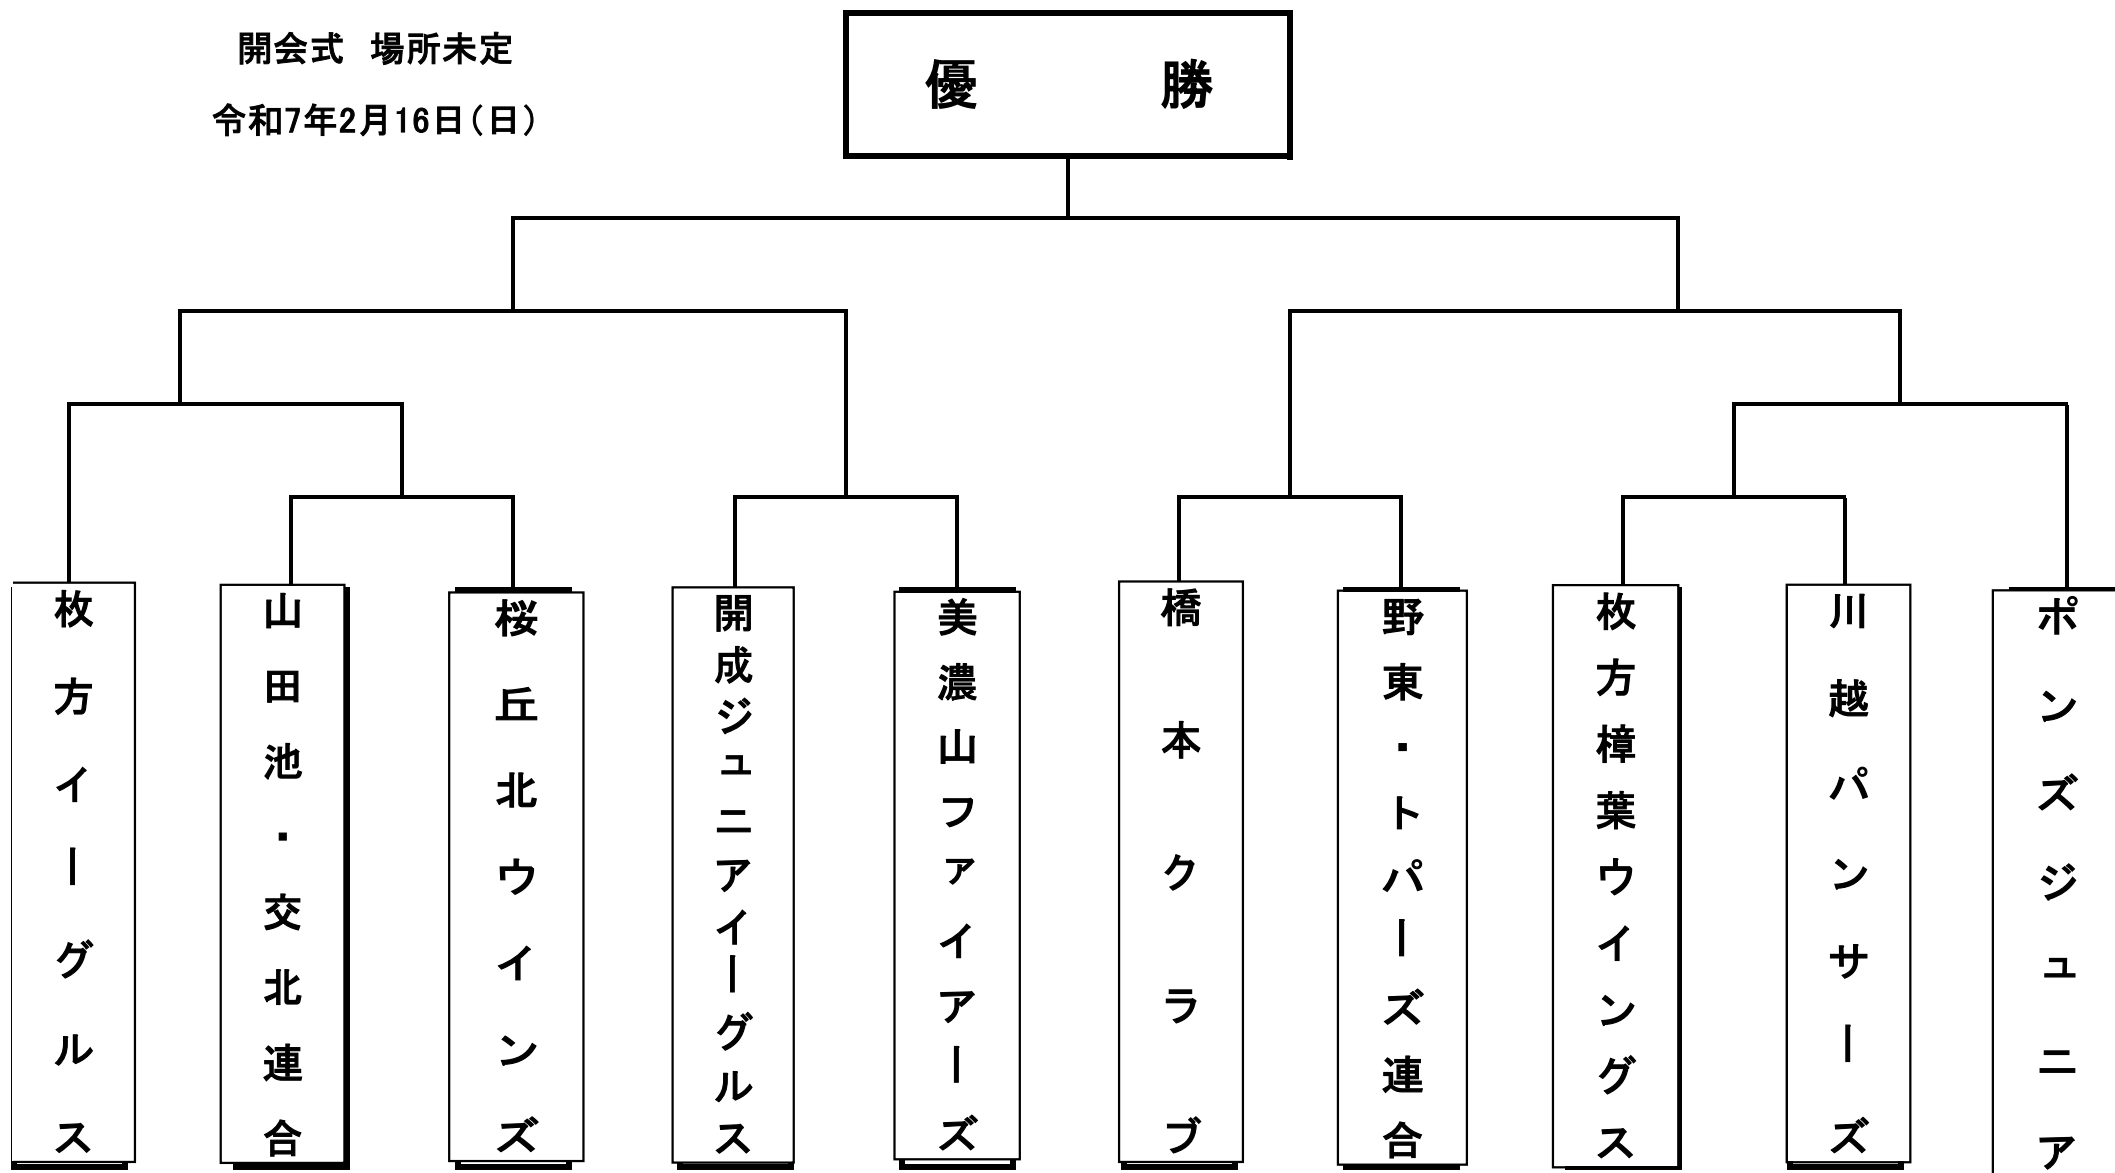 開会式 場所未定
令和7年2月16日(日)
優 勝
枚方イーグルス
山田池・交北連合
桜丘北ウインズ
開成ジュニアイーグルス
美濃山ファイアーズ
橋本クラブ
野東・トパーズ連合
枚方樟葉ウイングス
川越パンサーズ
ポンズジュニア